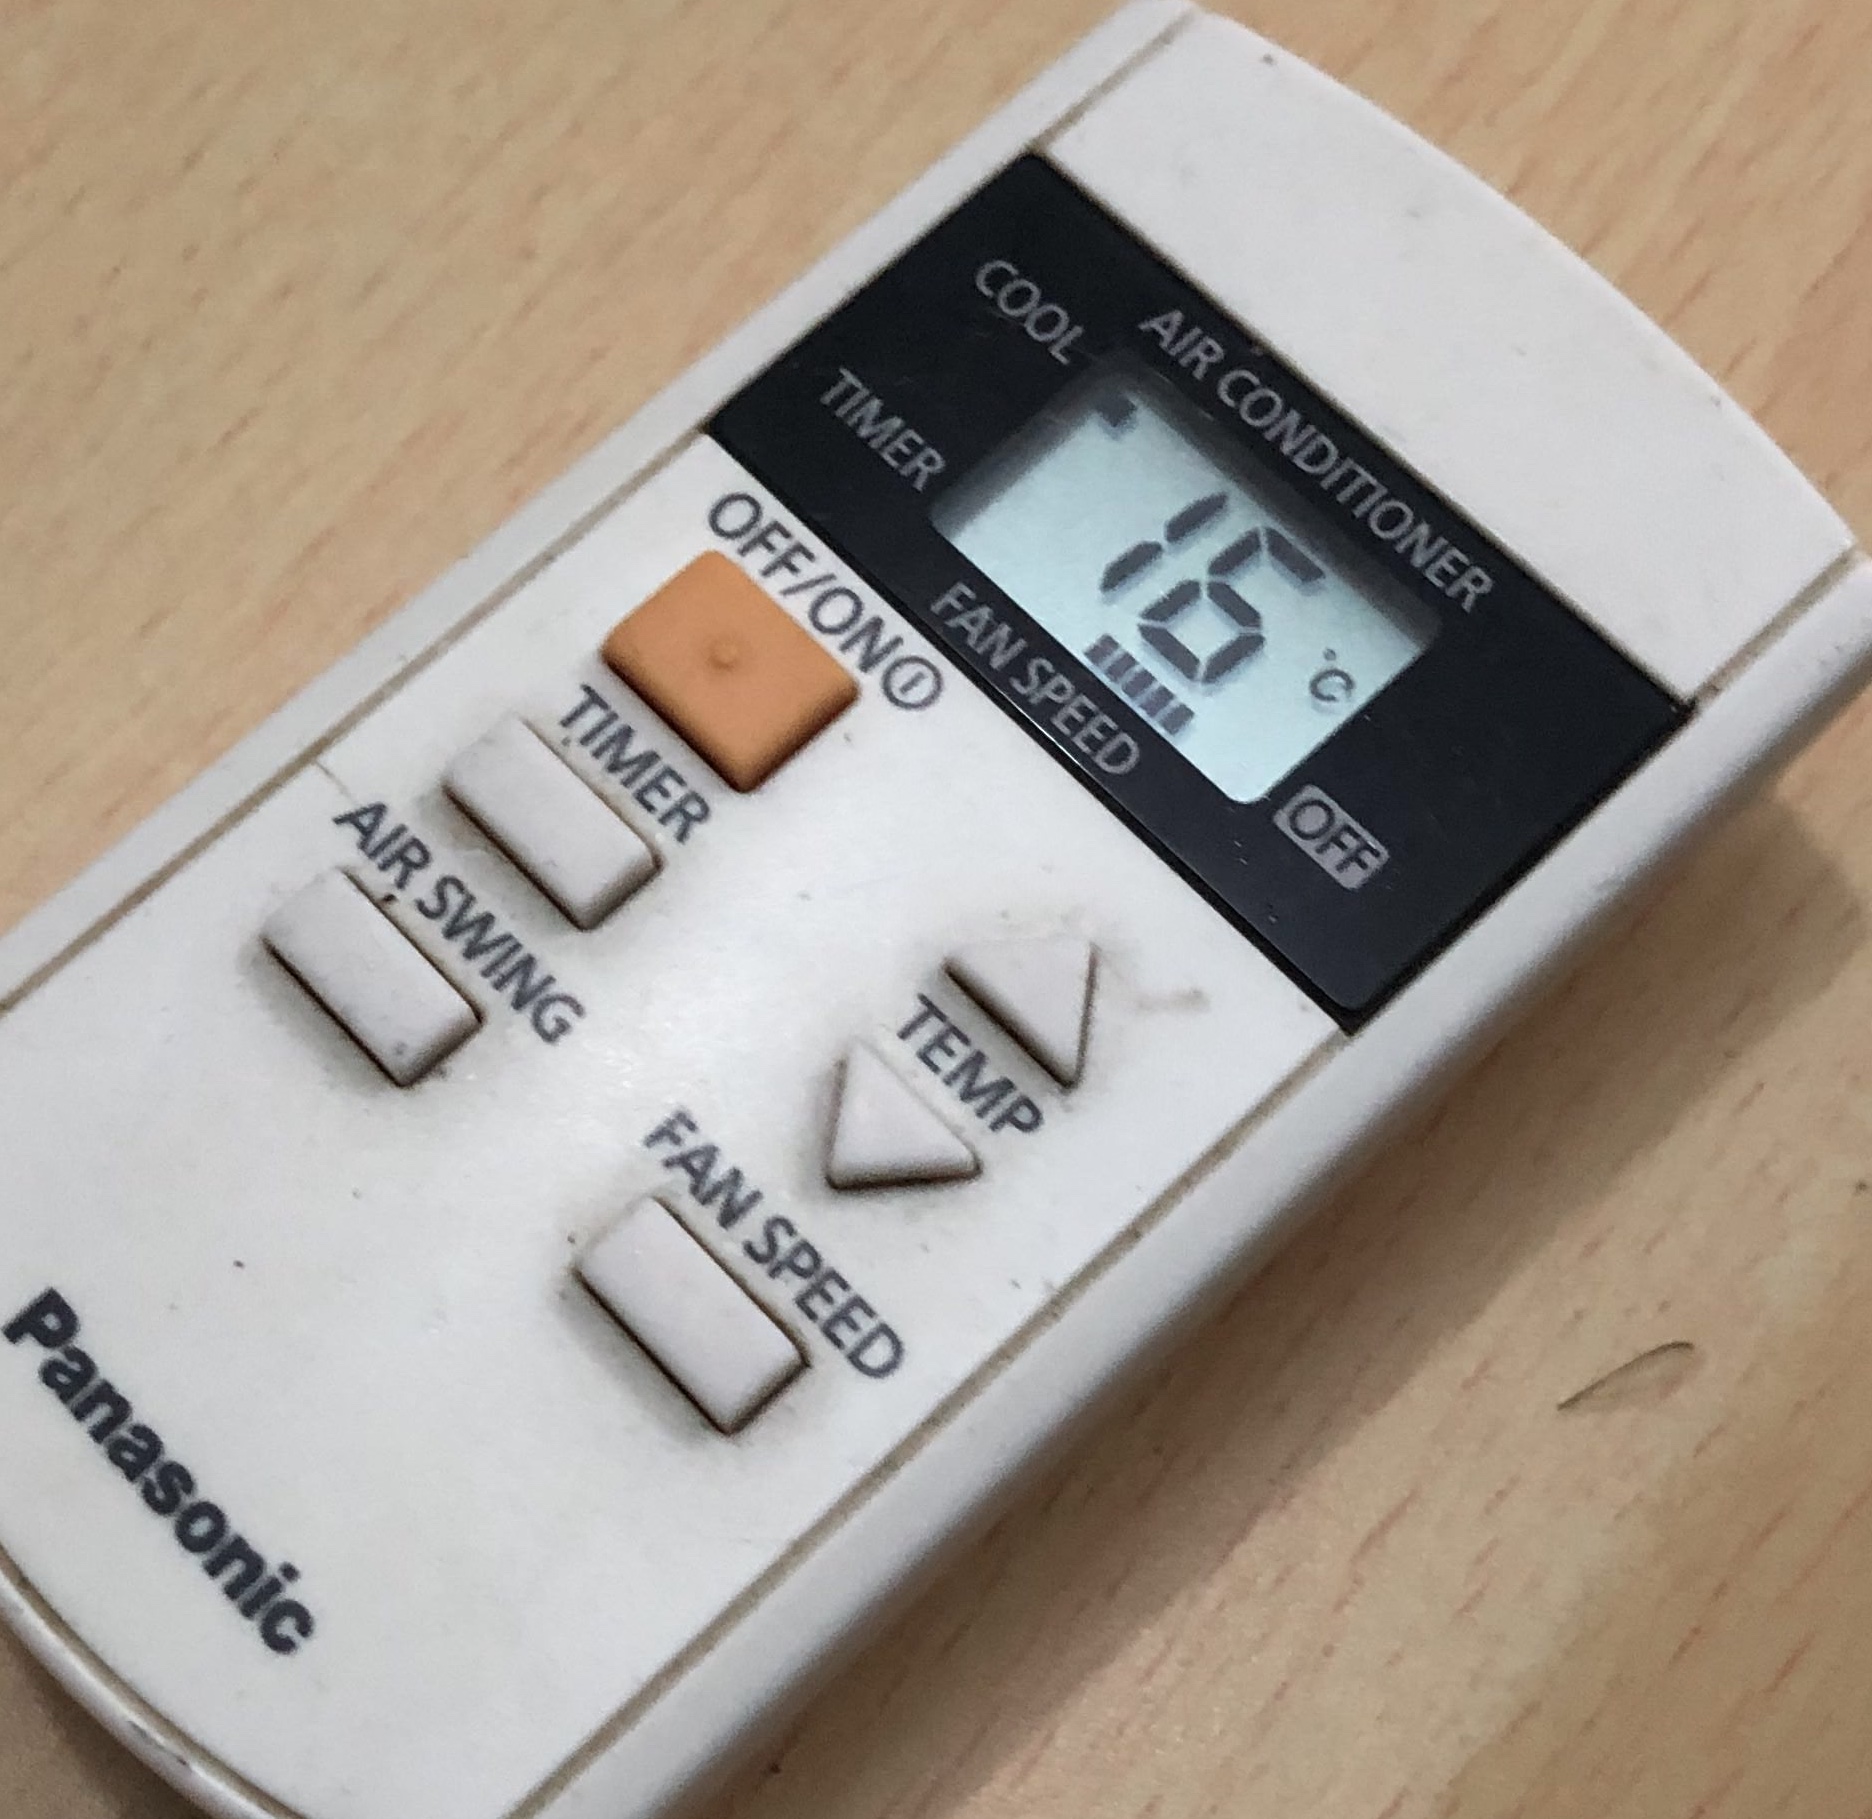 AIR CONDITIONER
COOL
16 °C
TIMER
FAN SPEED
OFF
OFF/ON
TIMER
TEMP
AIR SWING
FAN SPEED
Panasonic